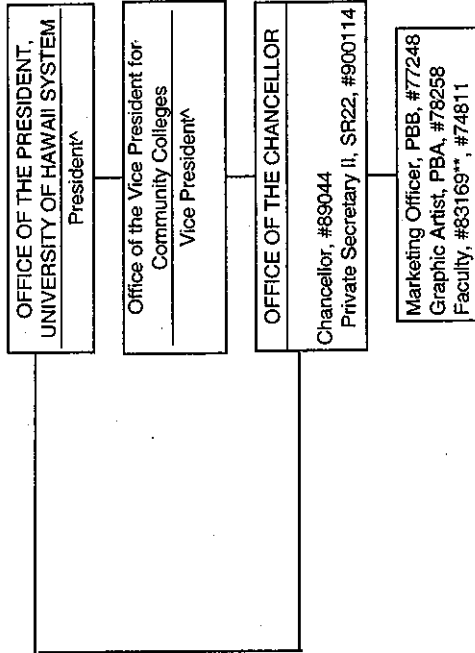 OFFICE OF THE PRESIDENT,
UNIVERSITY OF HAWAII SYSTEM
President^
Office of the Vice President for
Community Colleges
Vice President^
OFFICE OF THE CHANCELLOR
Chancellor, #89044
Private Secretary II, SR22, #900114
Marketing Officer, PBB, #77248
Graphic Artist, PBA, #78258
Faculty, #83169**, #74811